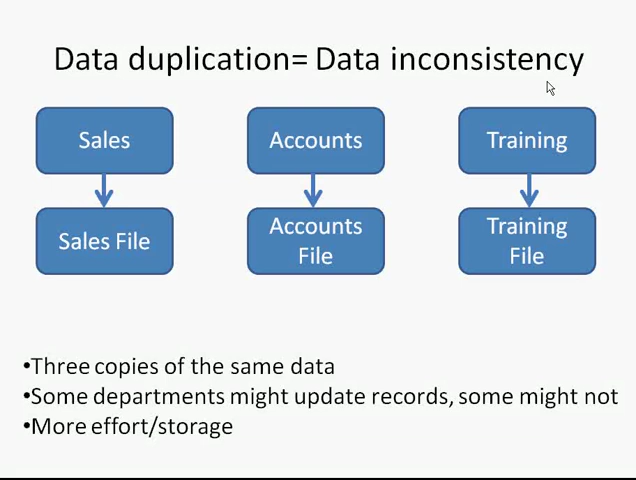 Data duplication= Data inconsistency
Sales
Accounts
Training
Sales File
Accounts
File
Training
File
•Three copies of the same data
•Some departments might update records, some might not
•More effort/storage